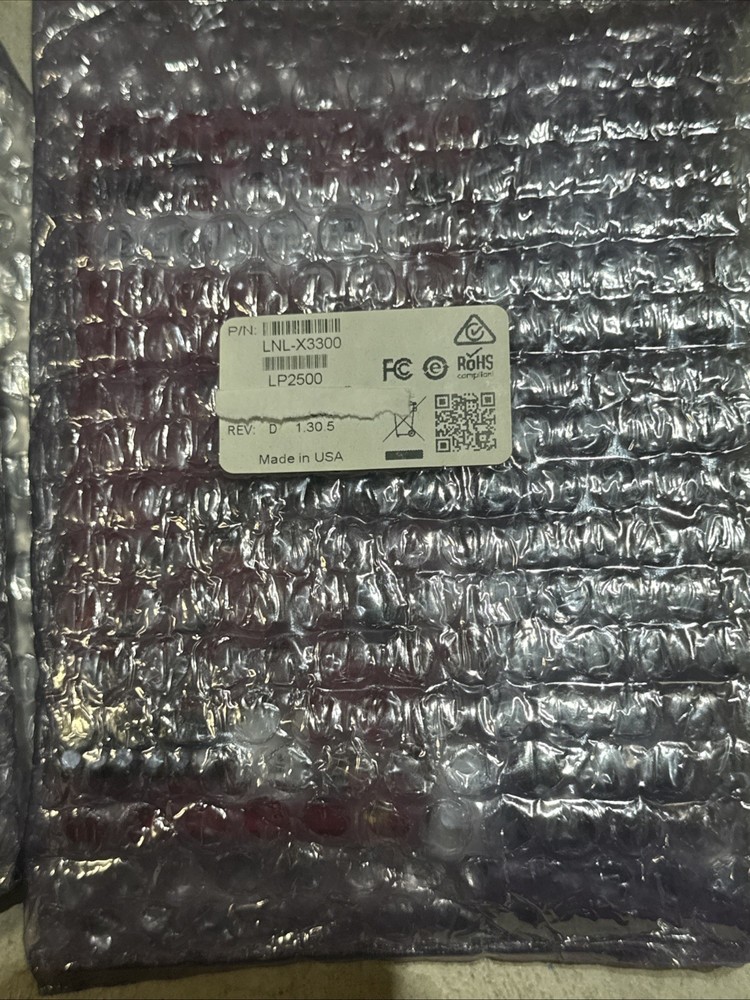 P/N:
LNL-X3300
LP2500
FC
e
RoHS
compliant
REV: D 1.30.5
Made in USA